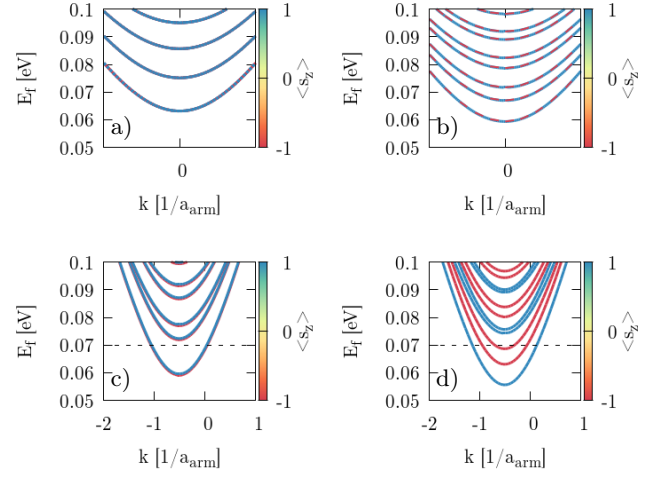 0.1
0.09
0.08
0.07
0.06
0.05
E_f [eV]
a)
0
k [1/a_arm]
1
0
-1
<s_z>
0.1
0.09
0.08
0.07
0.06
0.05
E_f [eV]
b)
0
k [1/a_arm]
1
0
-1
<s_z>
0.1
0.09
0.08
0.07
0.06
0.05
E_f [eV]
c)
-2
-1
0
1
k [1/a_arm]
1
0
-1
<s_z>
0.1
0.09
0.08
0.07
0.06
0.05
E_f [eV]
d)
-2
-1
0
1
k [1/a_arm]
1
0
-1
<s_z>